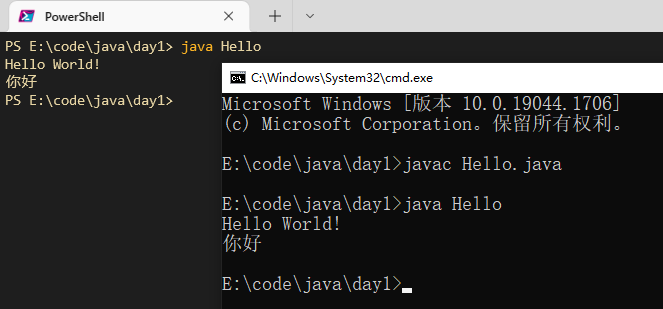 PowerShell
PS E:\code\java\day1> java Hello
Hello World!
你好
PS E:\code\java\day1>
C:\Windows\System32\cmd.exe
Microsoft Windows [版本 10.0.19044.1706]
(c) Microsoft Corporation。保留所有权利。
E:\code\java\day1>javac Hello.java
E:\code\java\day1>java Hello
Hello World!
你好
E:\code\java\day1>